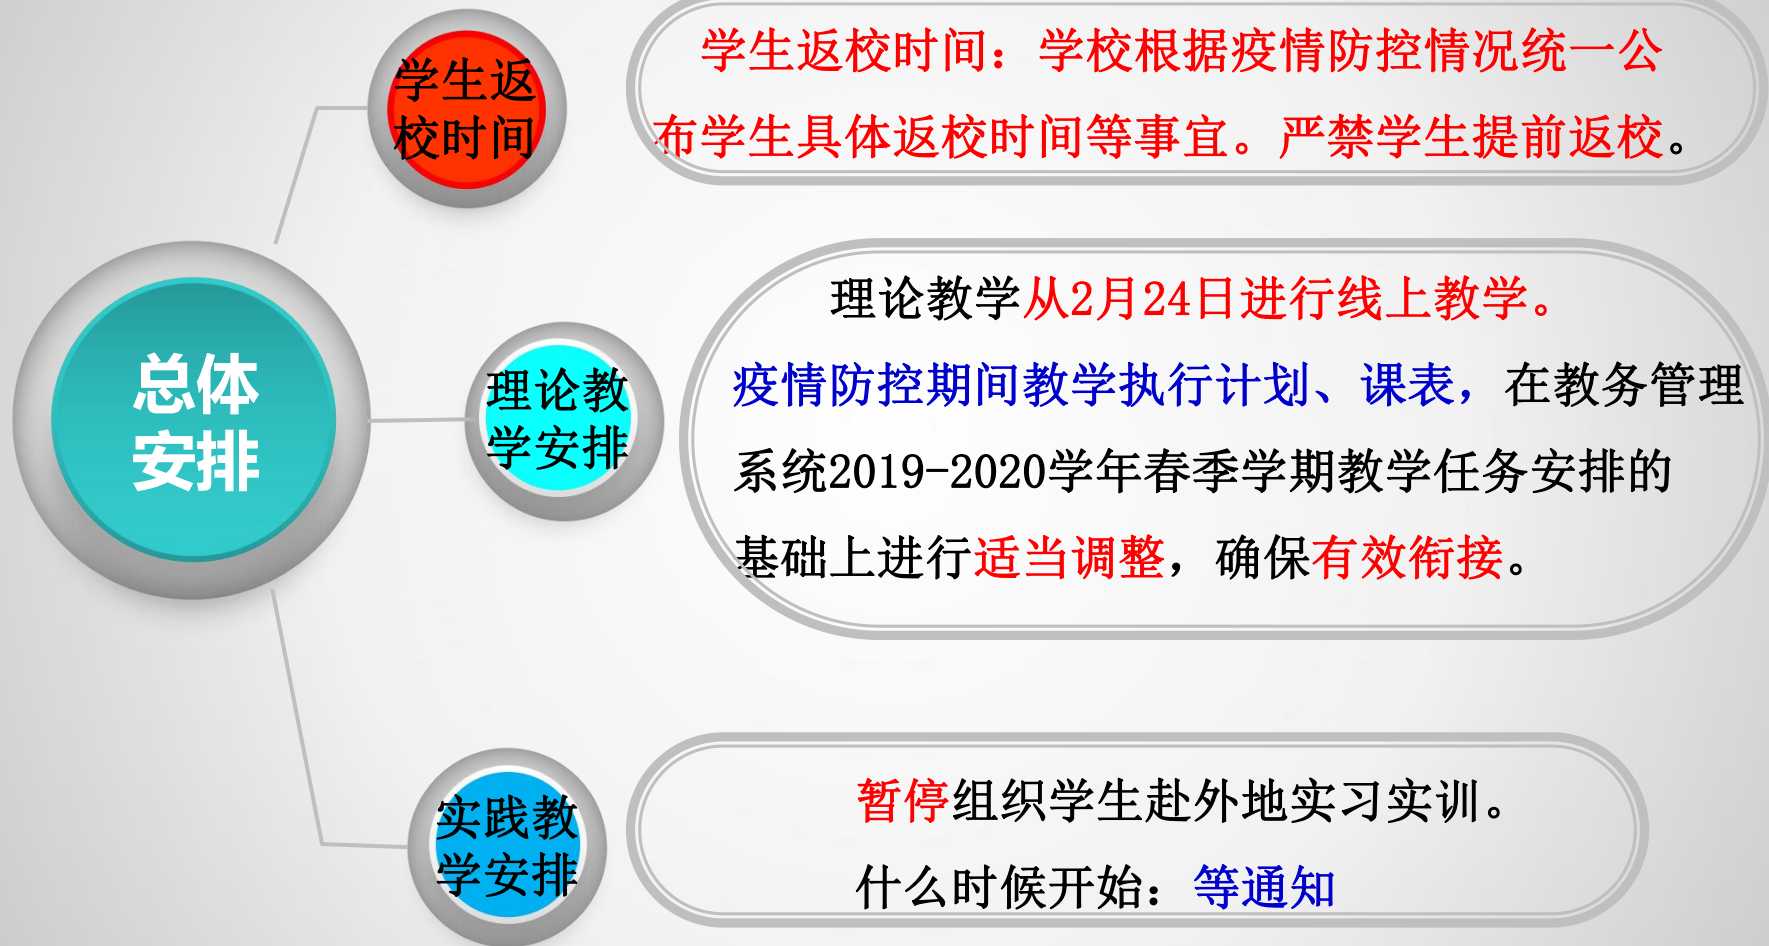 学生返
校时间
学生返校时间：学校根据疫情防控情况统一公
布学生具体返校时间等事宜。严禁学生提前返校。
总体
安排
理论教
学安排
理论教学从2月24日进行线上教学。
疫情防控期间教学执行计划、课表，在教务管理
系统2019-2020学年春季学期教学任务安排的
基础上进行适当调整，确保有效衔接。
实践教
学安排
暂停组织学生赴外地实习实训。
什么时候开始：等通知